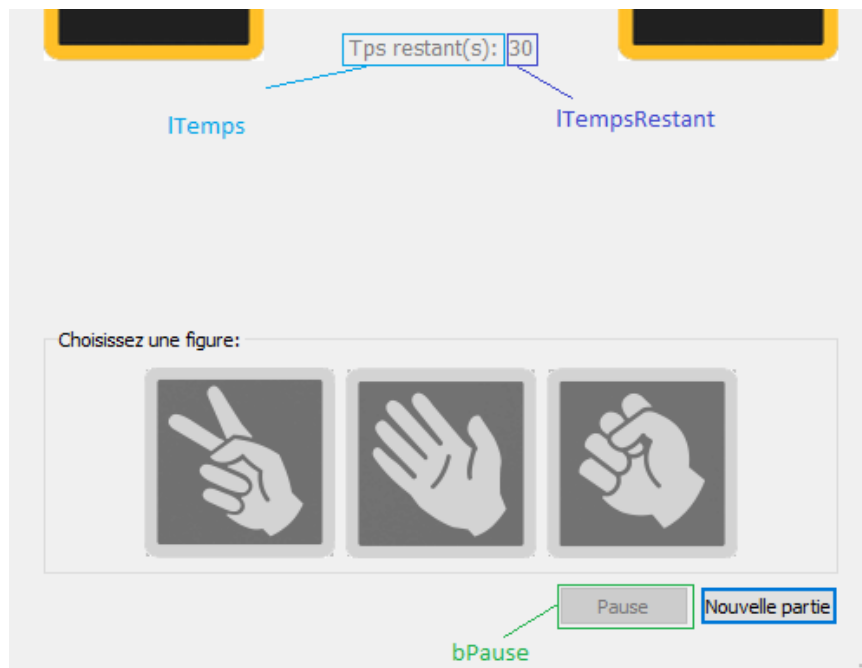 Tps restant(s): 30
lTemps
lTempsRestant
Choisissez une figure:
Pause
Nouvelle partie
bPause